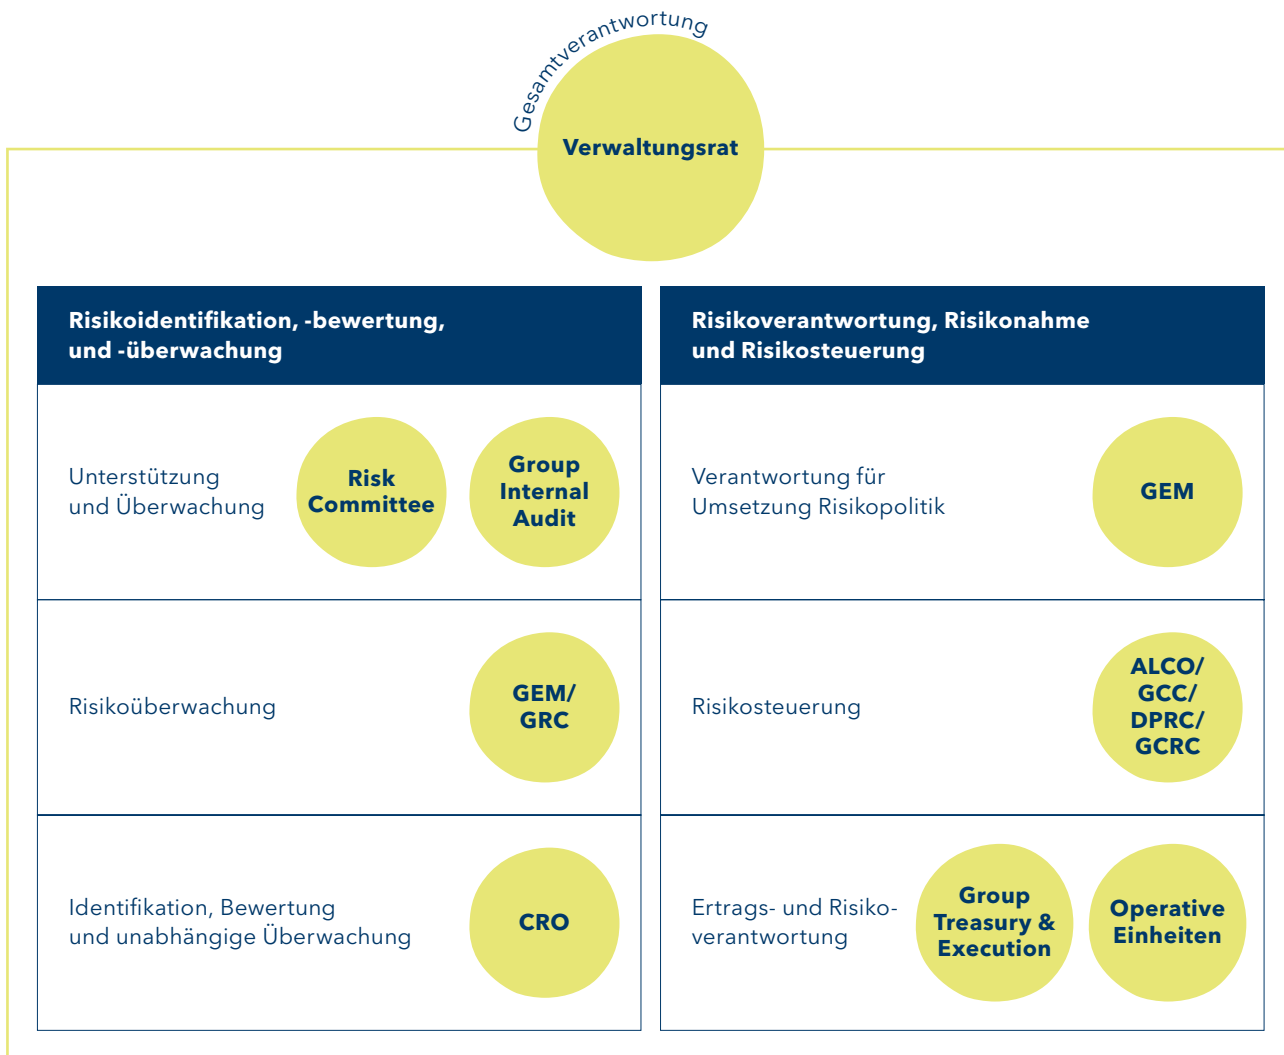 Gesamtverantwortung
Verwaltungsrat
Risikoidentifikation, -bewertung,
und -überwachung
Unterstützung
und Überwachung
Risk
Committee
Group
Internal
Audit
Risikoüberwachung
GEM/
GRC
Identifikation, Bewertung
und unabhängige Überwachung
CRO
Risikoverantwortung, Risikonahme
und Risikosteuerung
Verantwortung für
Umsetzung Risikopolitik
GEM
Risikosteuerung
ALCO/
GCC/
DPRC/
GCRC
Ertrags- und Risiko-
verantwortung
Group
Treasury &
Execution
Operative
Einheiten